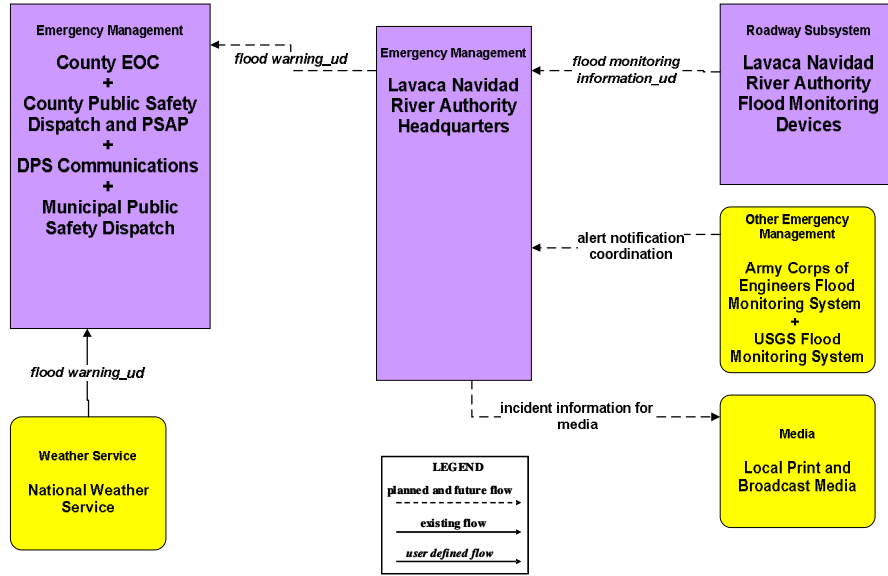 Emergency Management
County EOC
+
County Public Safety
Dispatch and PSAP
+
DPS Communications
+
Municipal Public
Safety Dispatch
flood warning_ud
Emergency Management
Lavaca Navidad
River Authority
Headquarters
flood monitoring
information_ud
Roadway Subsystem
Lavaca Navidad
River Authority
Flood Monitoring
Devices
alert notification
coordination
Other Emergency
Management
Army Corps of
Engineers Flood
Monitoring System
+
USGS Flood
Monitoring System
flood warning_ud
Weather Service
National Weather
Service
incident information for
media
Media
Local Print and
Broadcast Media
LEGEND
planned and future flow
existing flow
user defined flow